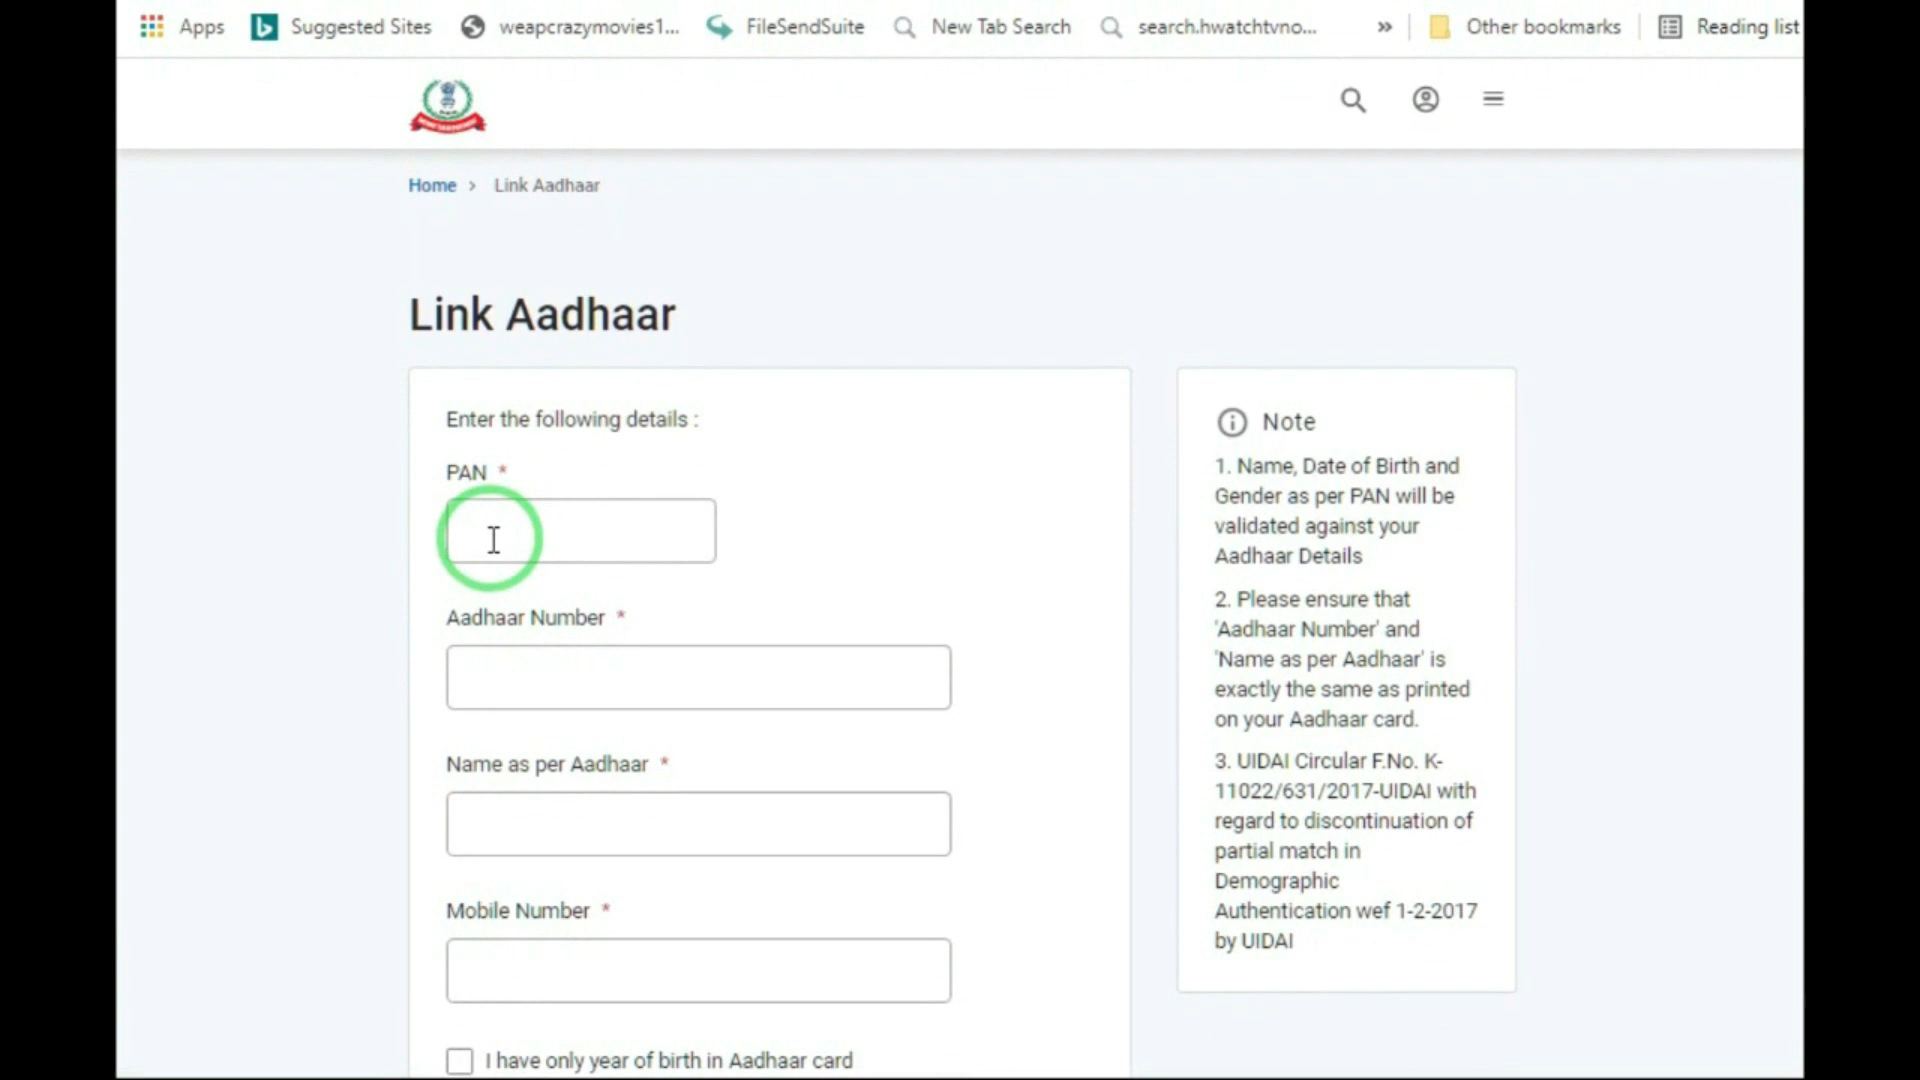 Apps Suggested Sites weapcrazymovies1... FileSendSuite New Tab Search search.hwatchtvno... » Other bookmarks Reading list
Home > Link Aadhaar
Link Aadhaar
Enter the following details :
PAN *
Aadhaar Number *
Name as per Aadhaar *
Mobile Number *
I have only year of birth in Aadhaar card
Note
1. Name, Date of Birth and
Gender as per PAN will be
validated against your
Aadhaar Details
2. Please ensure that
'Aadhaar Number' and
'Name as per Aadhaar' is
exactly the same as printed
on your Aadhaar card.
3. UIDAI Circular F.No. K-
11022/631/2017-UIDAI with
regard to discontinuation of
partial match in
Demographic
Authentication wef 1-2-2017
by UIDAI